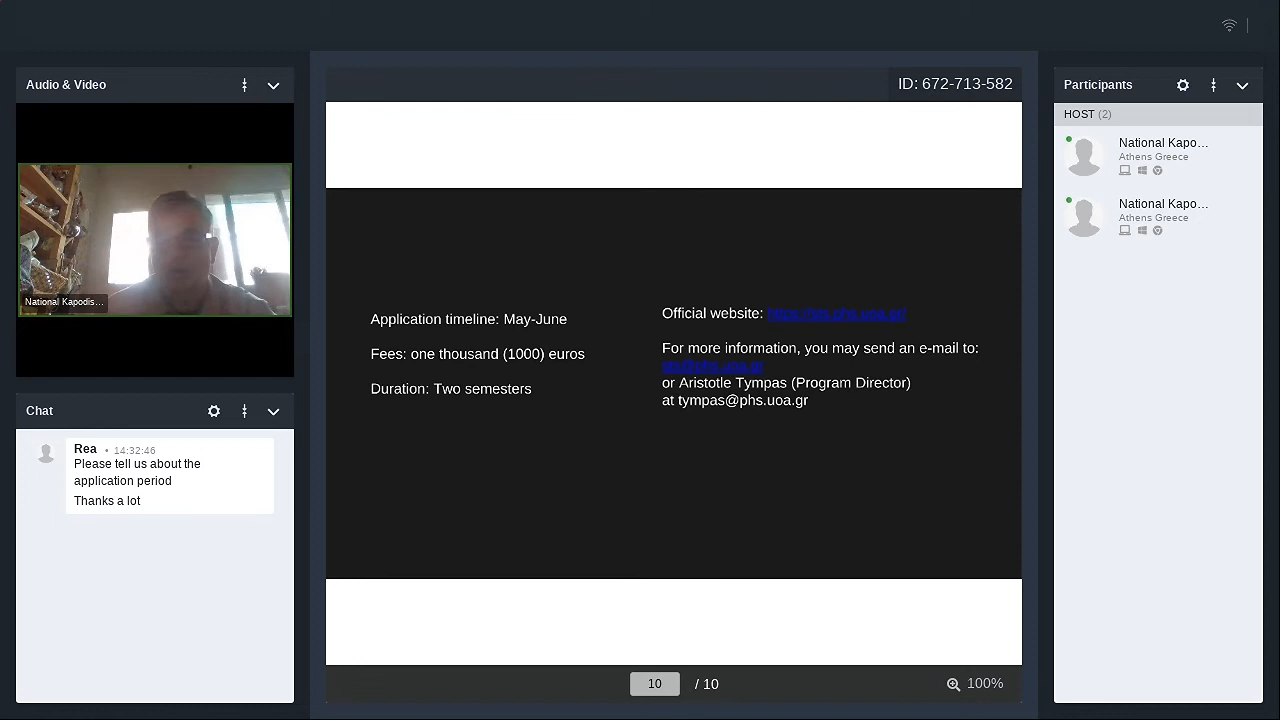 ID: 672-713-582
Audio & Video
National Kapodis...
Chat
Rea • 14:32:46
Please tell us about the
application period
Thanks a lot
Application timeline: May-June
Fees: one thousand (1000) euros
Duration: Two semesters
Official website:
For more information, you may send an e-mail to:
or Aristotle Tympas (Program Director)
at tympas@phs.uoa.gr
10 / 10
100%
Participants
HOST (2)
National Kapo...
Athens Greece
National Kapo...
Athens Greece